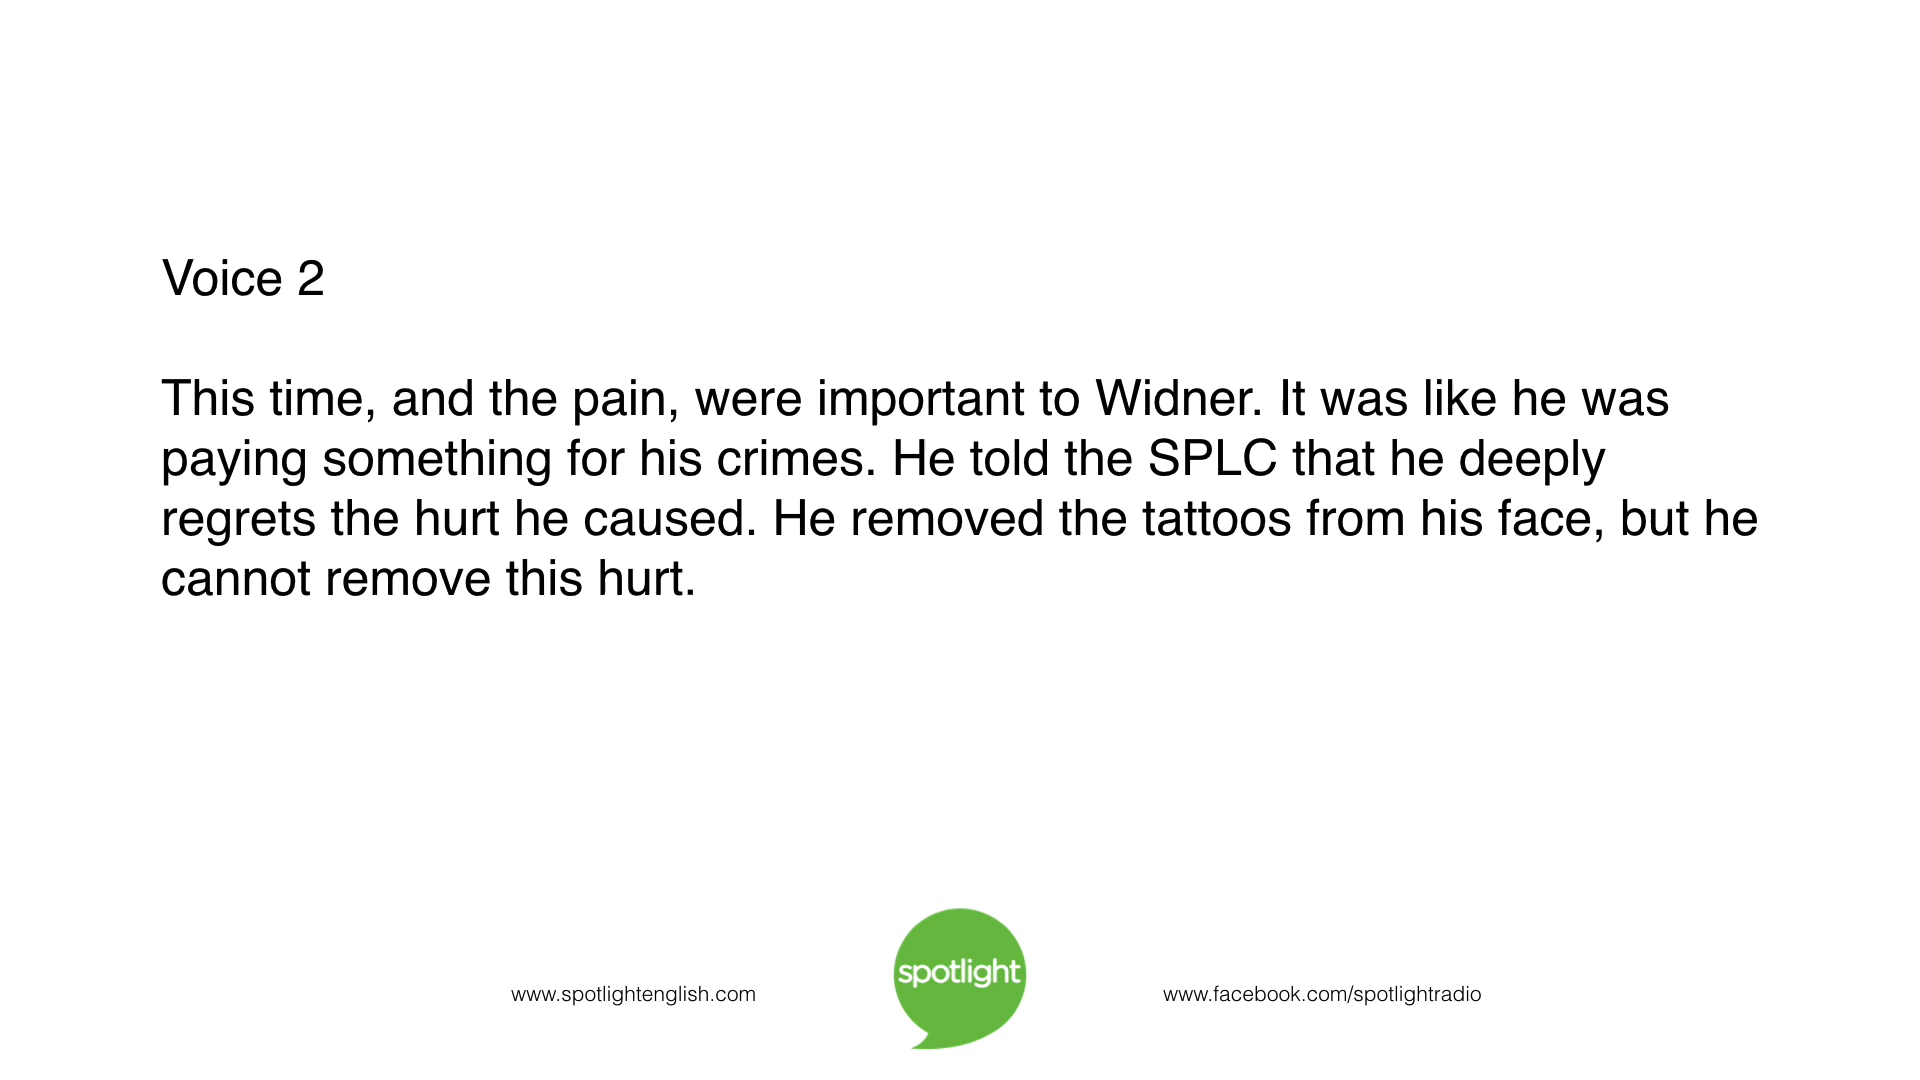 Voice 2
This time, and the pain, were important to Widner. It was like he was
paying something for his crimes. He told the SPLC that he deeply
regrets the hurt he caused. He removed the tattoos from his face, but he
cannot remove this hurt.
spotlight
www.spotlightenglish.com
www.facebook.com/spotlightradio